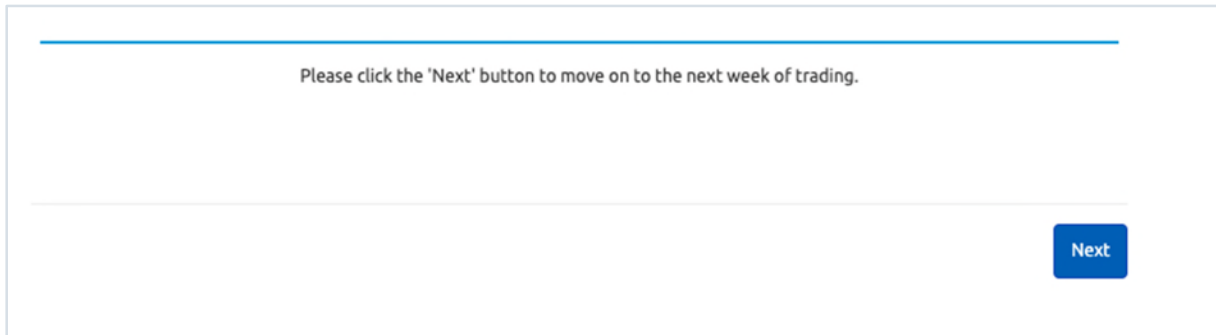 Please click the 'Next' button to move on to the next week of trading.
Next